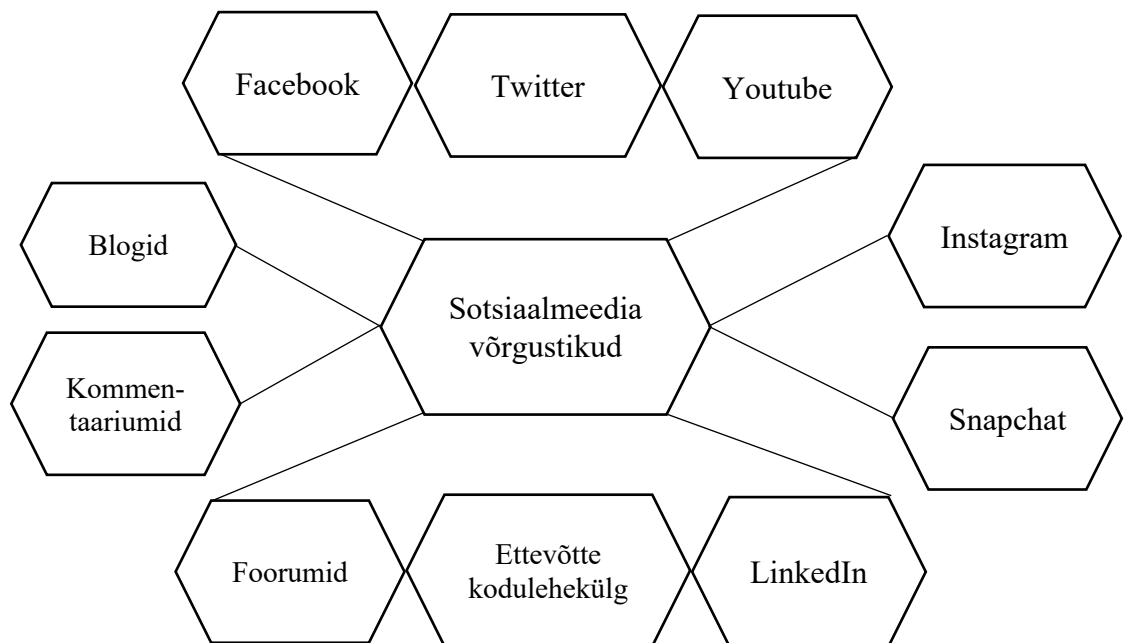 Facebook
Twitter
Youtube
Blogid
Instagram
Sotsiaalmeedia
võrgustikud
Kommen-
taariumid
Snapchat
Foorumid
Ettevõtte
kodulehekülg
LinkedIn